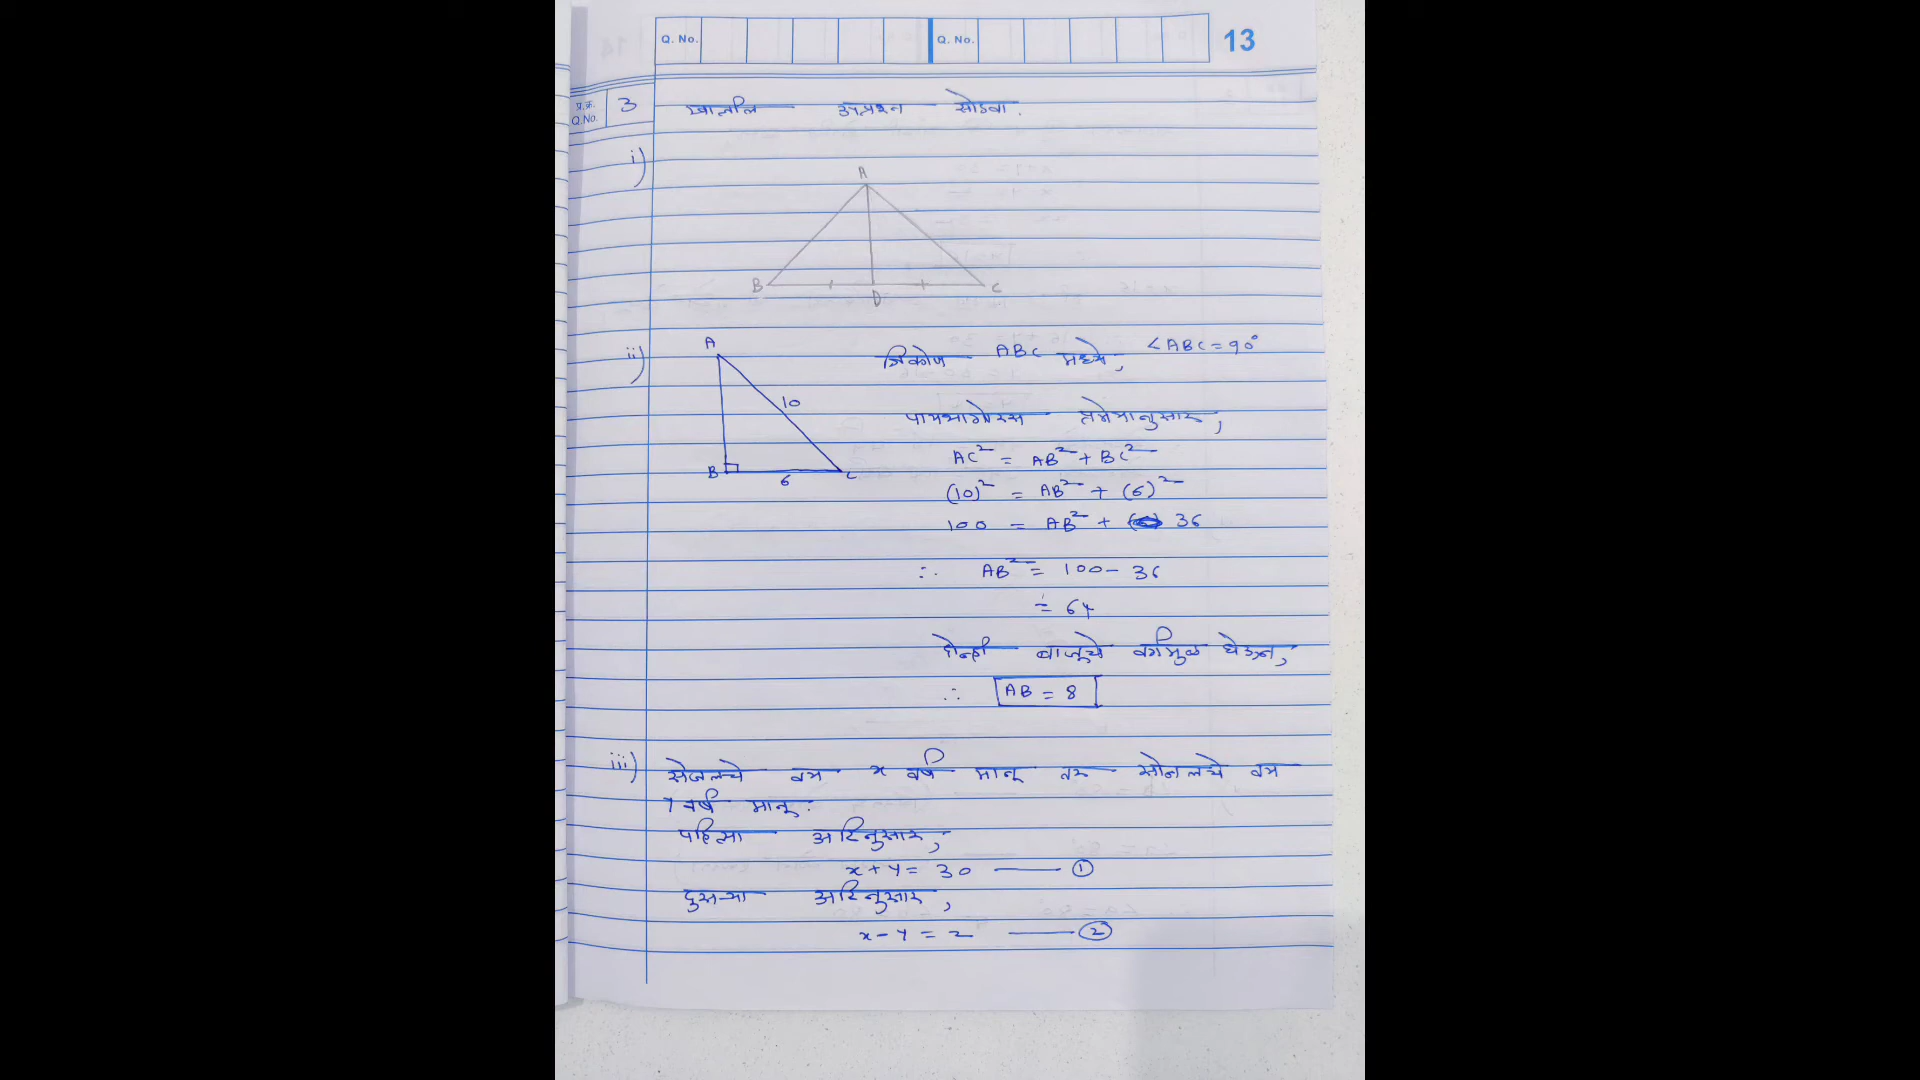 Q. No. Q. No. 13
प्र.क्र. Q.No. 3 खालील उपप्रश्न सोडवा.
i)
A
B D C
ii) A त्रिकोण ABC मध्ये, ∠ABC = 90°
10
पायथागोरस प्रमेयानुसार,
B 6 C
AC² = AB² + BC²
(10)² = AB² + (6)²
100 = AB² + 36
∴ AB² = 100 - 36
= 64
दोन्ही बाजूचे वर्गमुळ घेऊन,
∴ AB = 8
iii) सेजलचे वय x वर्षे मानू तर सोनलचे वय
y वर्षे मानू.
पहिल्या अटिनुसार,
x + y = 30 —— ①
दुसऱ्या अटिनुसार,
x - y = 2 —— ②